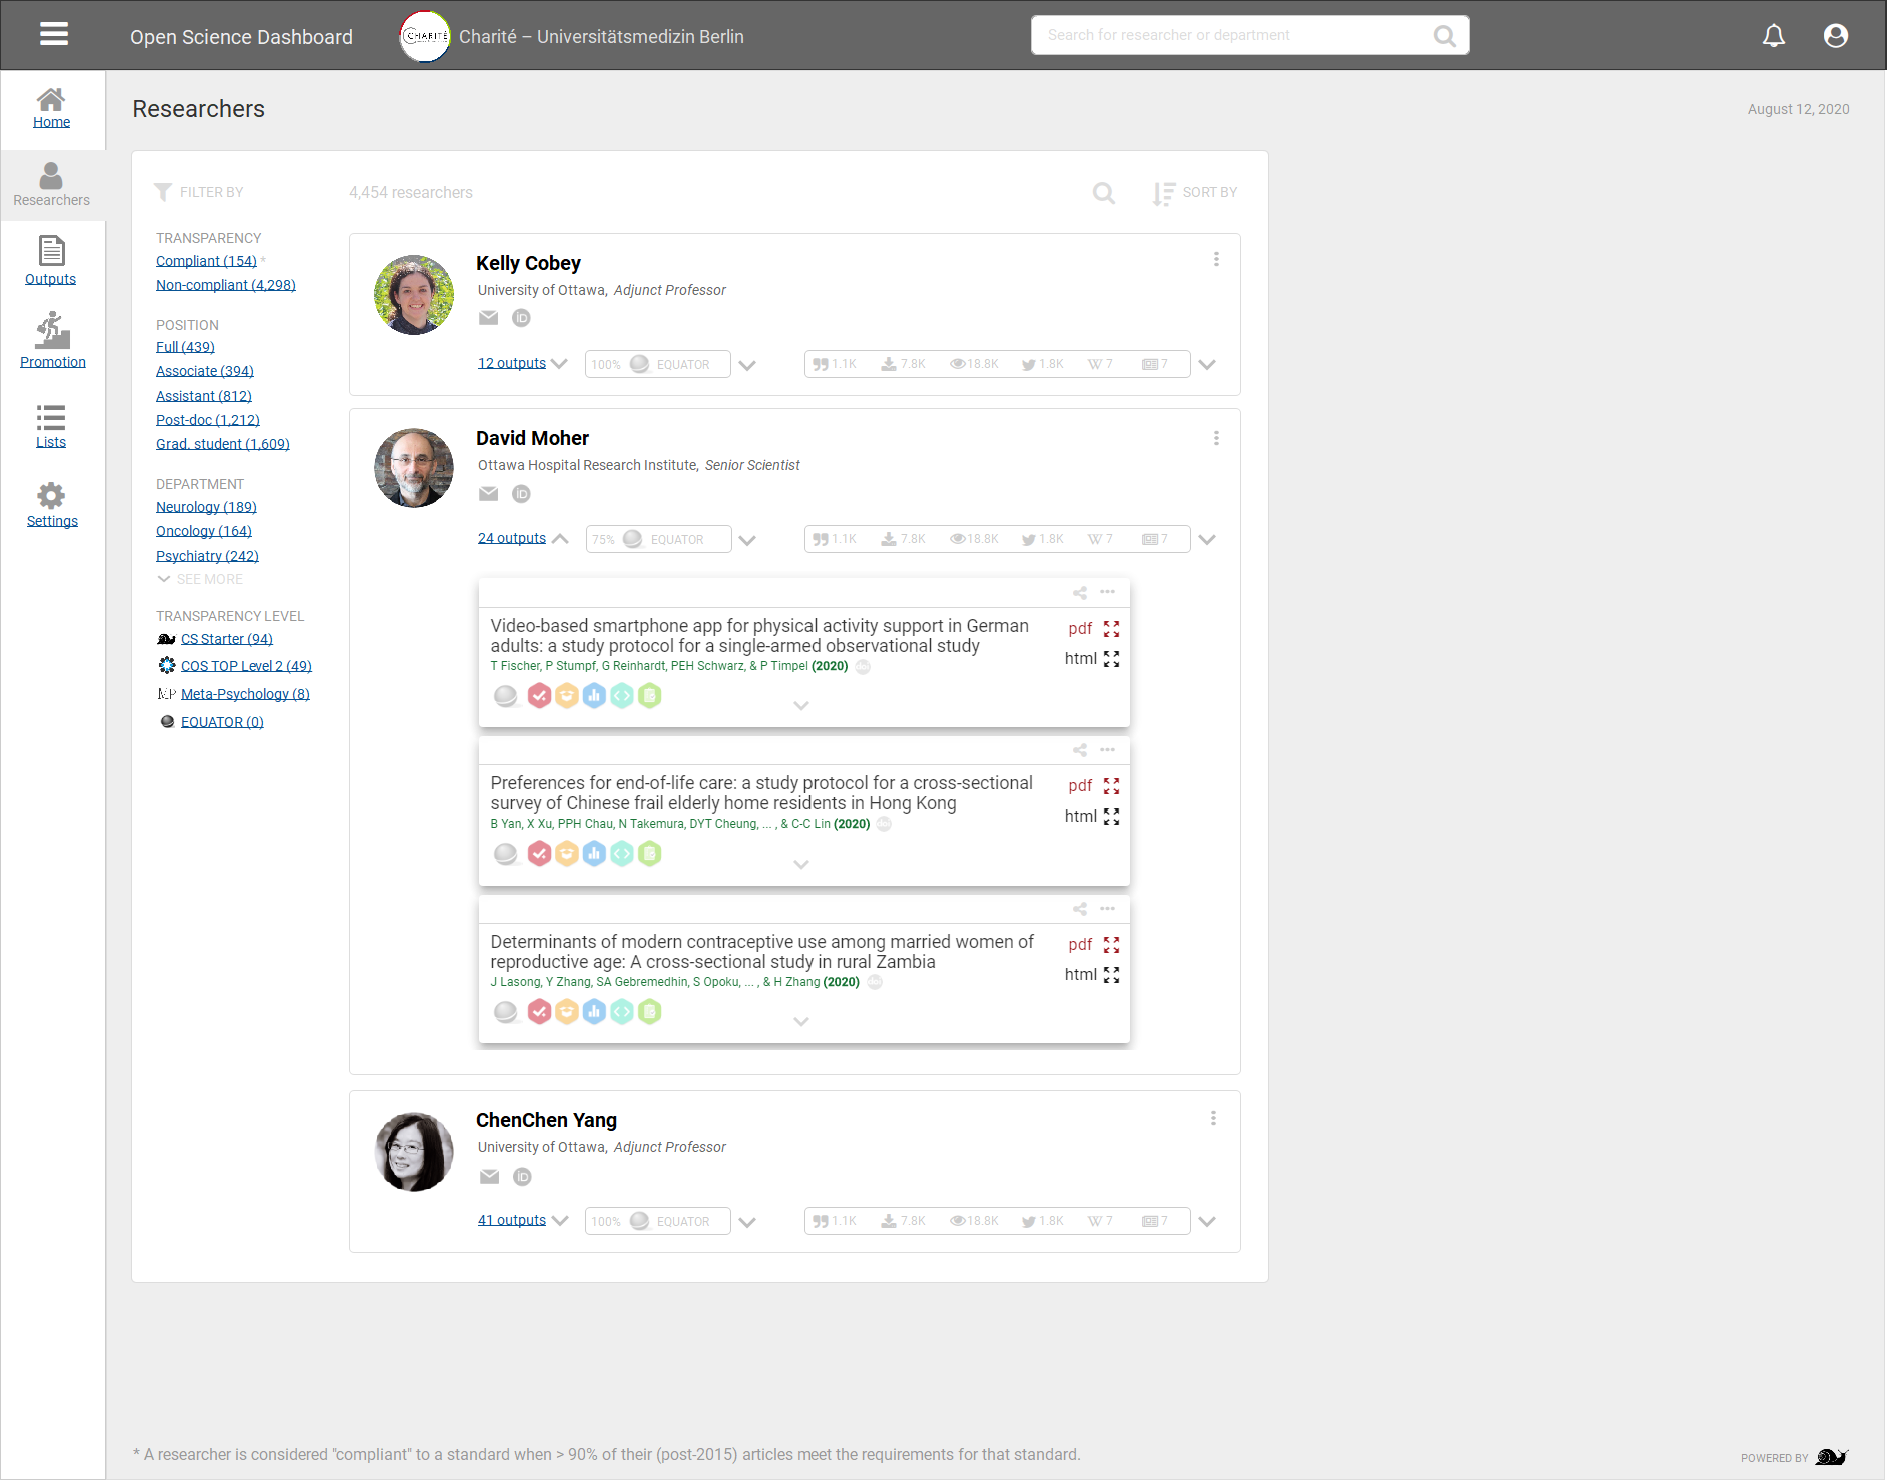 Open Science Dashboard
CHARITÉ
Charité – Universitätsmedizin Berlin
Search for researcher or department
Home
Researchers
Outputs
Promotion
Lists
Settings
Researchers
August 12, 2020
FILTER BY
4,454 researchers
SORT BY
TRANSPARENCY
Compliant (154) *
Non-compliant (4,298)
POSITION
Full (439)
Associate (394)
Assistant (812)
Post-doc (1,212)
Grad. student (1,609)
DEPARTMENT
Neurology (189)
Oncology (164)
Psychiatry (242)
SEE MORE
TRANSPARENCY LEVEL
CS Starter (94)
COS TOP Level 2 (49)
MP Meta-Psychology (8)
EQUATOR (0)
Kelly Cobey
University of Ottawa, Adjunct Professor
iD
12 outputs 100% EQUATOR 1.1K 7.8K 18.8K 1.8K W 7 7
David Moher
Ottawa Hospital Research Institute, Senior Scientist
iD
24 outputs 75% EQUATOR 1.1K 7.8K 18.8K 1.8K W 7 7
Video-based smartphone app for physical activity support in German
adults: a study protocol for a single-armed observational study
T Fischer, P Stumpf, G Reinhardt, PEH Schwarz, & P Timpel (2020) doi
pdf
html
Preferences for end-of-life care: a study protocol for a cross-sectional
survey of Chinese frail elderly home residents in Hong Kong
B Yan, X Xu, PPH Chau, N Takemura, DYT Cheung, ... , & C-C Lin (2020) doi
pdf
html
Determinants of modern contraceptive use among married women of
reproductive age: A cross-sectional study in rural Zambia
J Lasong, Y Zhang, SA Gebremedhin, S Opoku, ... , & H Zhang (2020) doi
pdf
html
ChenChen Yang
University of Ottawa, Adjunct Professor
iD
41 outputs 100% EQUATOR 1.1K 7.8K 18.8K 1.8K W 7 7
* A researcher is considered "compliant" to a standard when > 90% of their (post-2015) articles meet the requirements for that standard.
POWERED BY